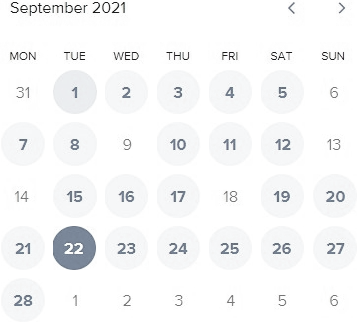 September 2021
MON TUE WED THU FRI SAT SUN
31 1 2 3 4 5 6
7 8 9 10 11 12 13
14 15 16 17 18 19 20
21 22 23 24 25 26 27
28 1 2 3 4 5 6